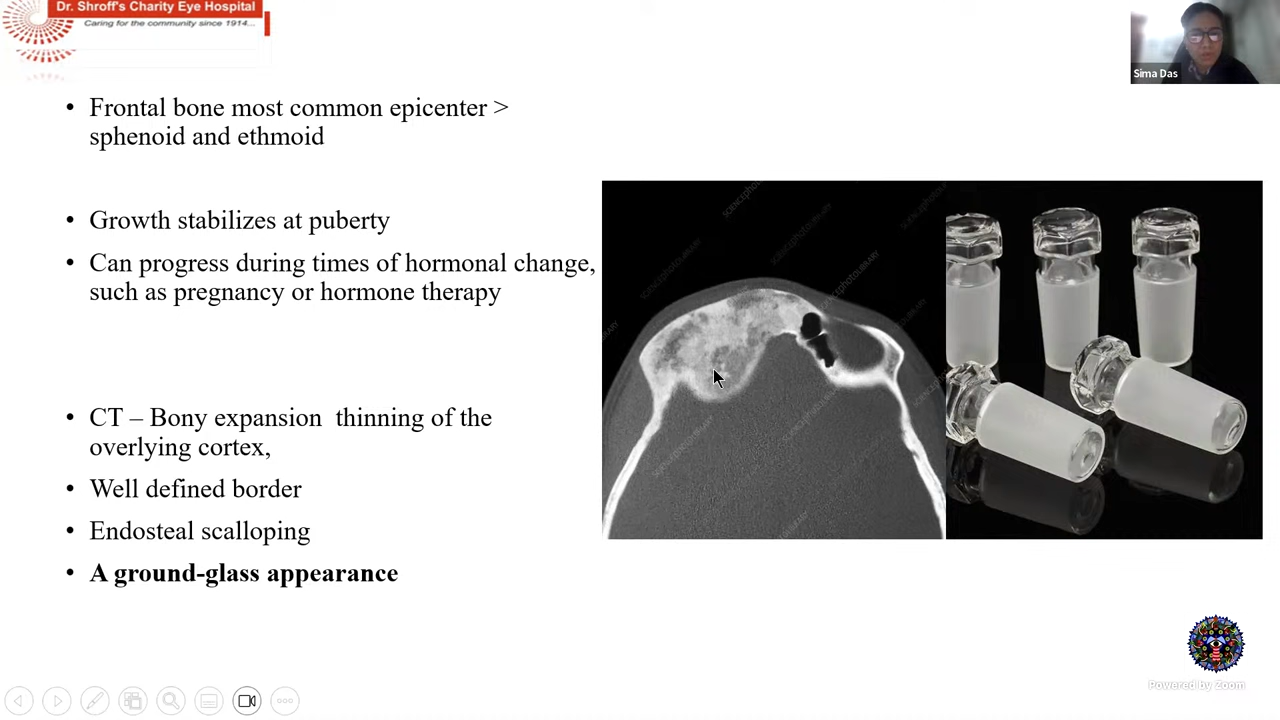 Dr. Shroff's Charity Eye Hospital
Caring for the community since 1914...
Sima Das
• Frontal bone most common epicenter >
sphenoid and ethmoid
• Growth stabilizes at puberty
• Can progress during times of hormonal change,
such as pregnancy or hormone therapy
• CT – Bony expansion thinning of the
overlying cortex,
• Well defined border
• Endosteal scalloping
• A ground-glass appearance
Powered by Zoom